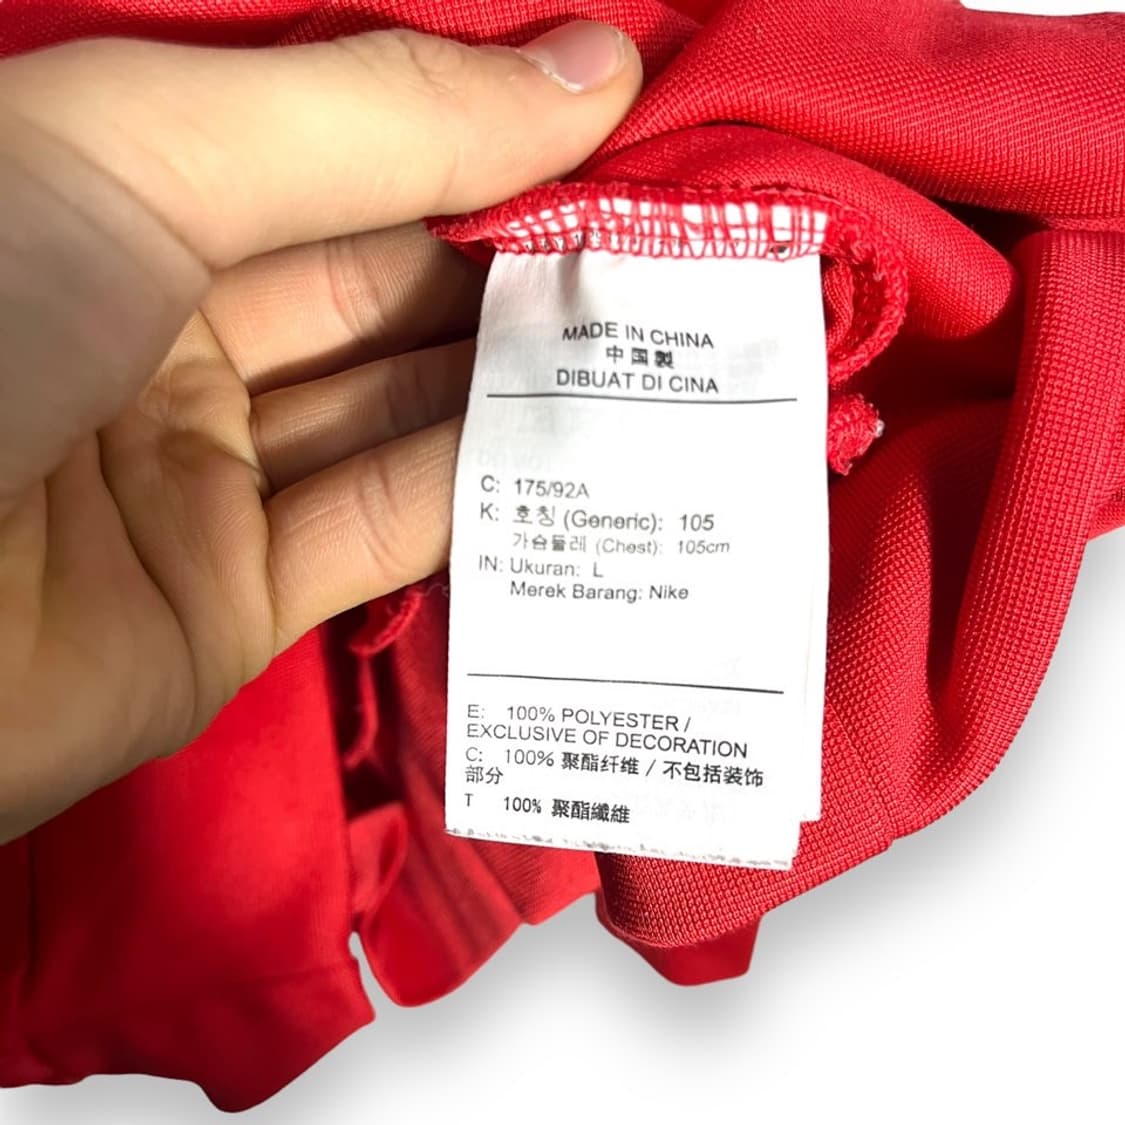 MADE IN CHINA
中国製
DIBUAT DI CINA
C: 175/92A
K: 호칭 (Generic): 105
가슴둘레 (Chest): 105cm
IN: Ukuran: L
Merek Barang: Nike
E: 100% POLYESTER /
EXCLUSIVE OF DECORATION
C: 100% 聚酯纤维 / 不包括装饰
部分
T 100% 聚酯纖維